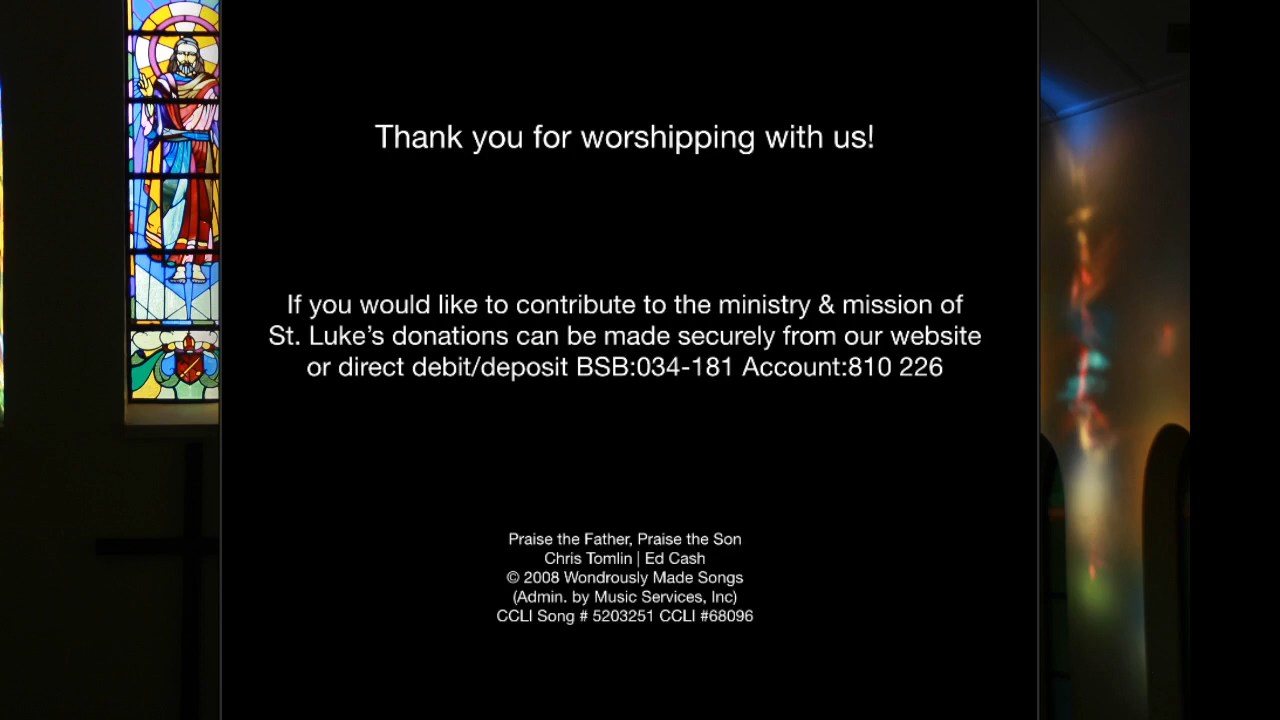 Thank you for worshipping with us!
If you would like to contribute to the ministry & mission of
St. Luke’s donations can be made securely from our website
or direct debit/deposit BSB:034-181 Account:810 226
Praise the Father, Praise the Son
Chris Tomlin | Ed Cash
© 2008 Wondrously Made Songs
(Admin. by Music Services, Inc)
CCLI Song # 5203251 CCLI #68096